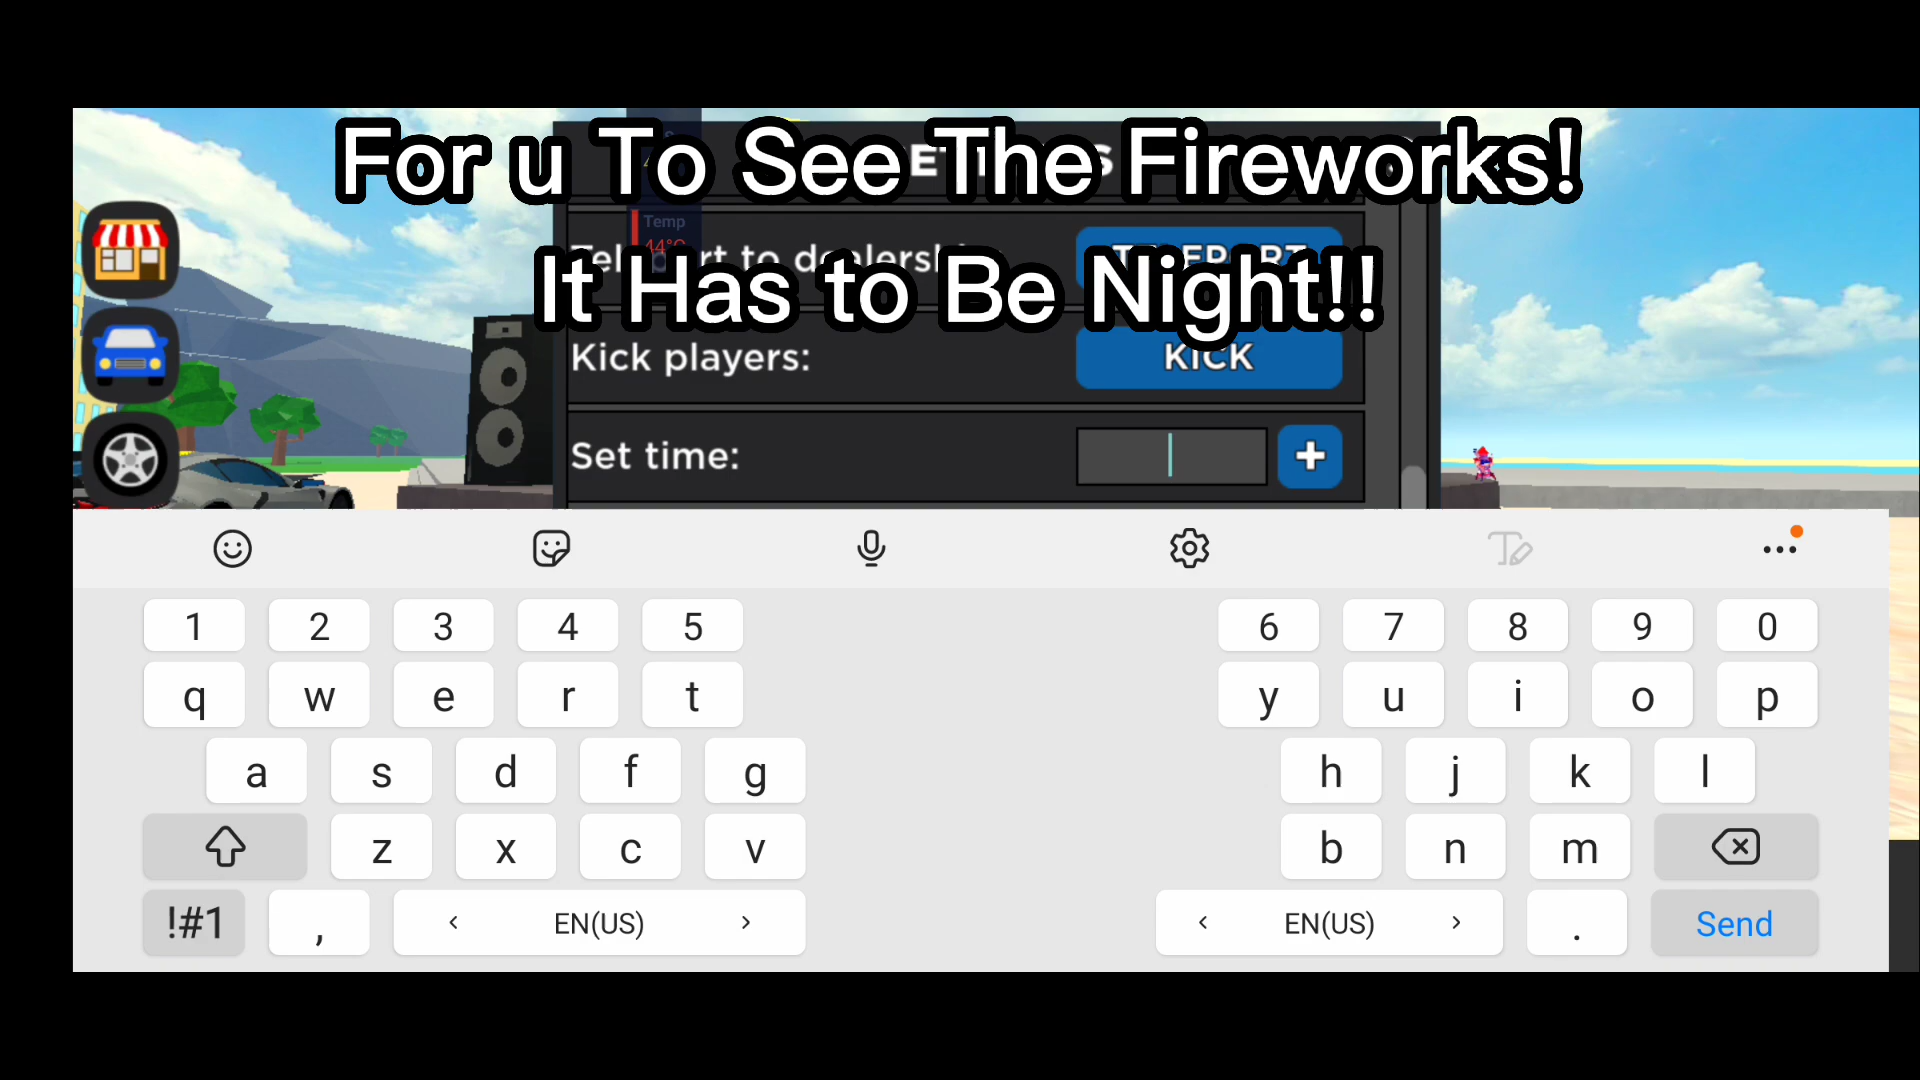 For u To See The Fireworks!
Temp
44°C
It Has to Be Night!!
Kick players:
KICK
Set time:
+
1 2 3 4 5 6 7 8 9 0
q w e r t y u i o p
a s d f g h j k l
z x c v b n m
!#1 , < EN(US) > < EN(US) > . Send